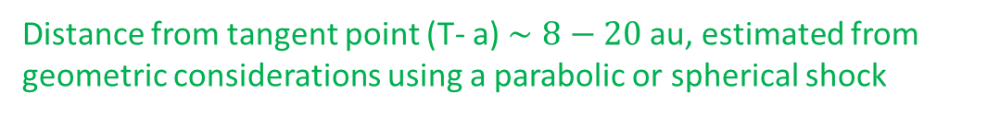 Distance from tangent point (T- a) ~ 8 – 20 au, estimated from
geometric considerations using a parabolic or spherical shock